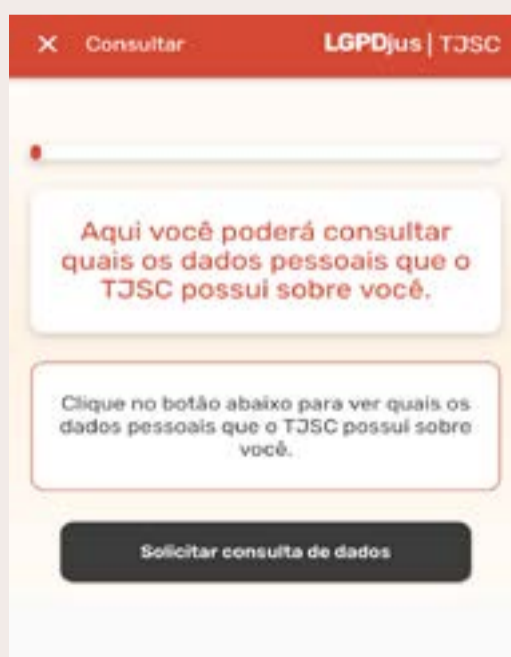 Consultar LGPDjus | TJSC
Aqui você poderá consultar
quais os dados pessoais que o
TJSC possui sobre você.
Clique no botão abaixo para ver quais os
dados pessoais que o TJSC possui sobre
você.
Solicitar consulta de dados